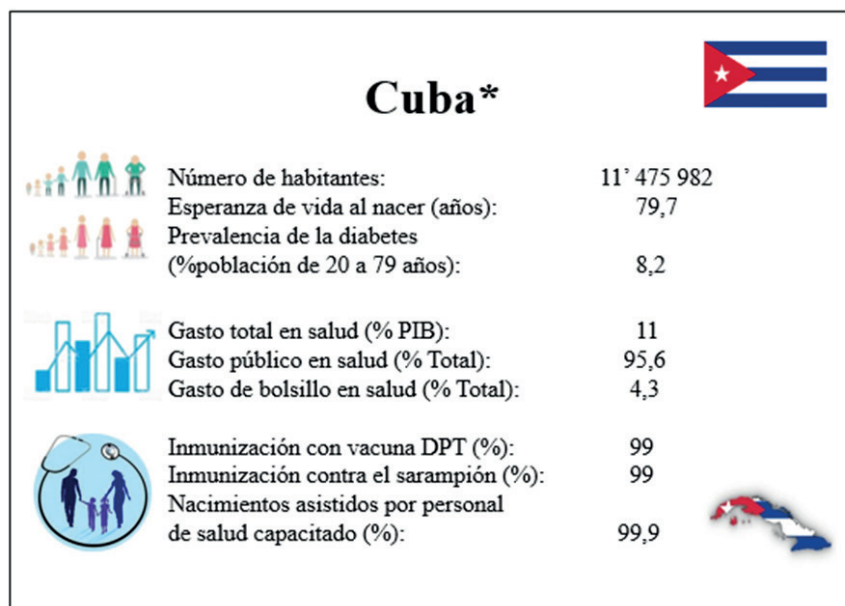 Cuba*
Número de habitantes: 11' 475 982
Esperanza de vida al nacer (años): 79,7
Prevalencia de la diabetes
(%población de 20 a 79 años): 8,2
Gasto total en salud (% PIB): 11
Gasto público en salud (% Total): 95,6
Gasto de bolsillo en salud (% Total): 4,3
Inmunización con vacuna DPT (%): 99
Inmunización contra el sarampión (%): 99
Nacimientos asistidos por personal
de salud capacitado (%): 99,9